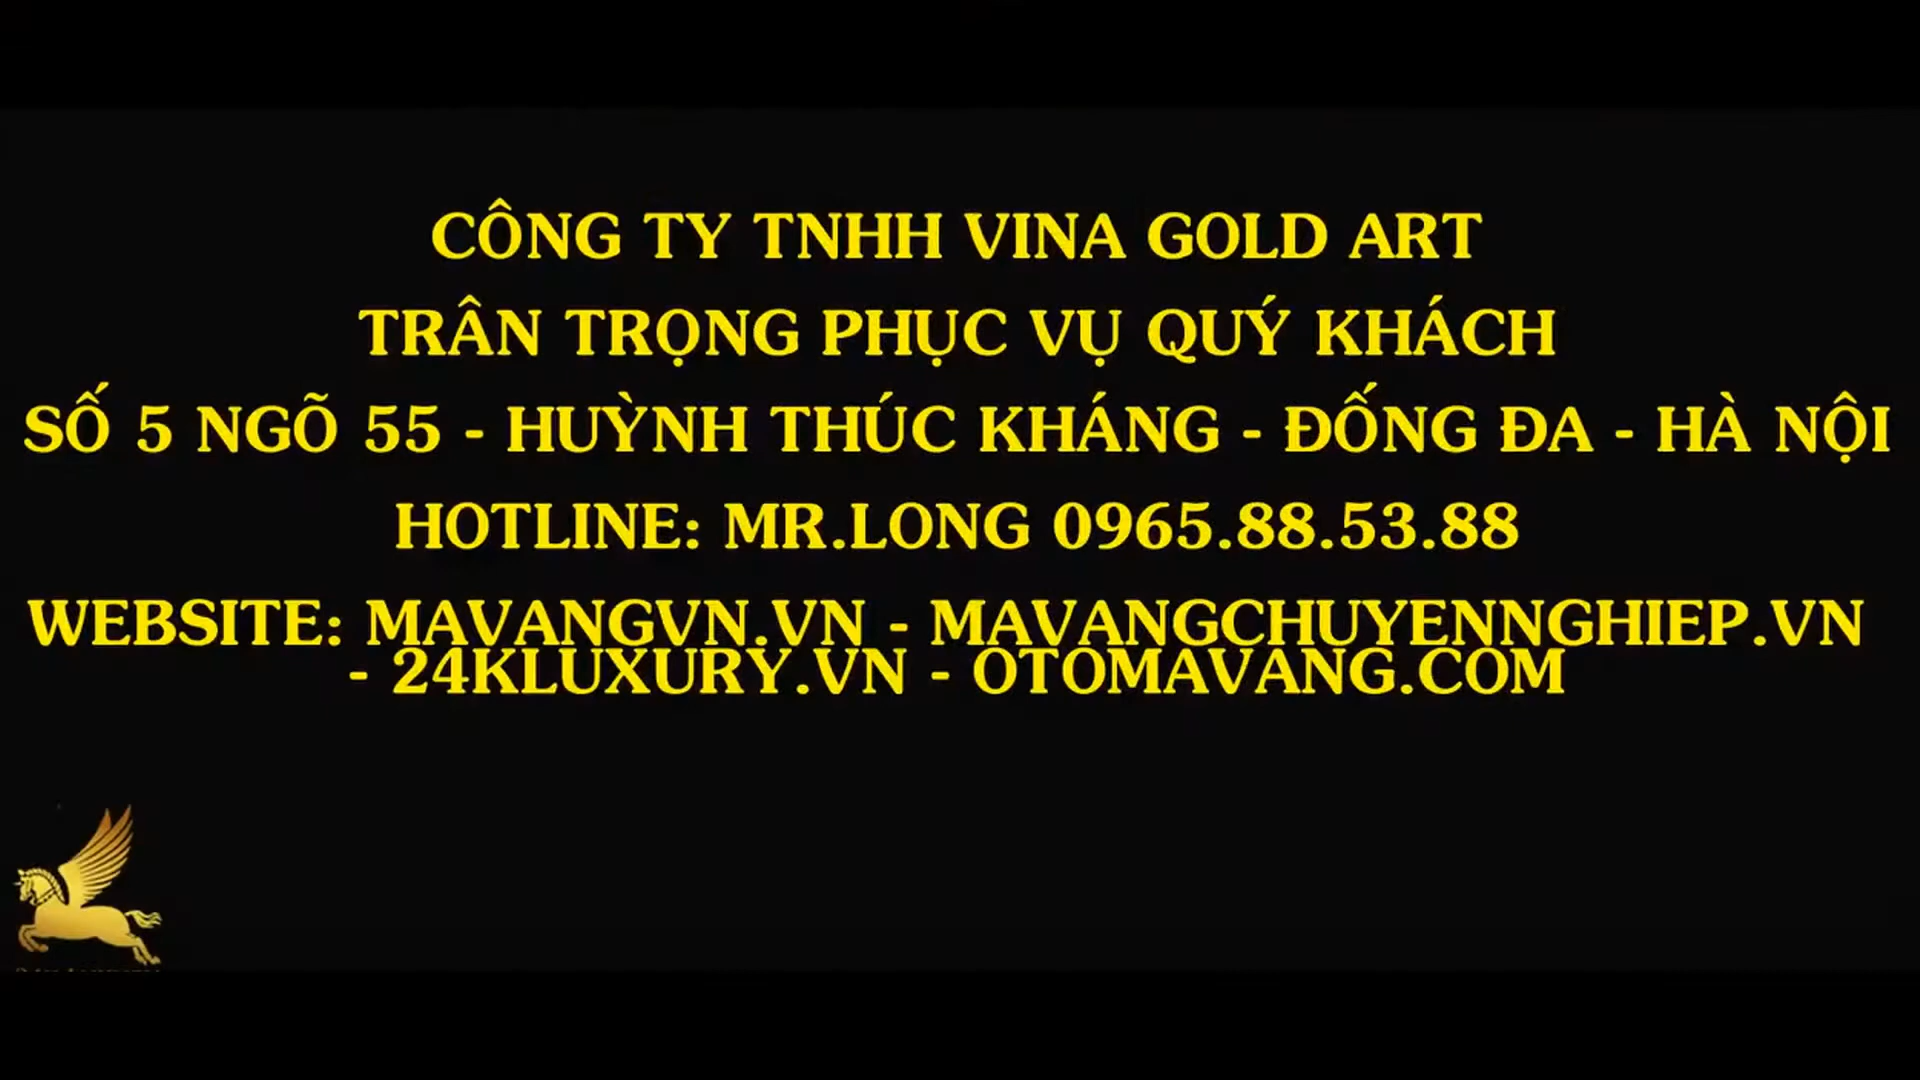 CÔNG TY TNHH VINA GOLD ART
TRÂN TRỌNG PHỤC VỤ QUÝ KHÁCH
SỐ 5 NGÕ 55 - HUỲNH THÚC KHÁNG - ĐỐNG ĐA - HÀ NỘI
HOTLINE: MR.LONG 0965.88.53.88
WEBSITE: MAVANGVN.VN - MAVANGCHUYENNGHIEP.VN
- 24KLUXURY.VN - OTOMAVANG.COM